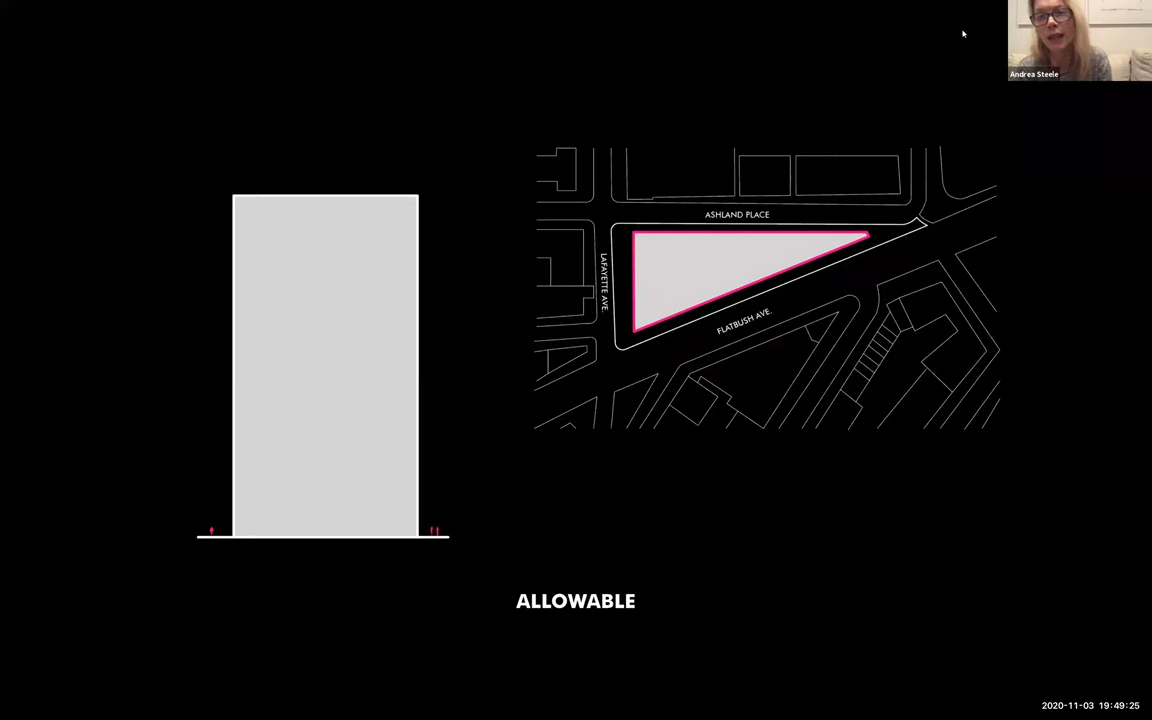 Andrea Steele
ASHLAND PLACE
LAFAYETTE AVE.
FLATBUSH AVE.
ALLOWABLE
2020-11-03 19:49:25